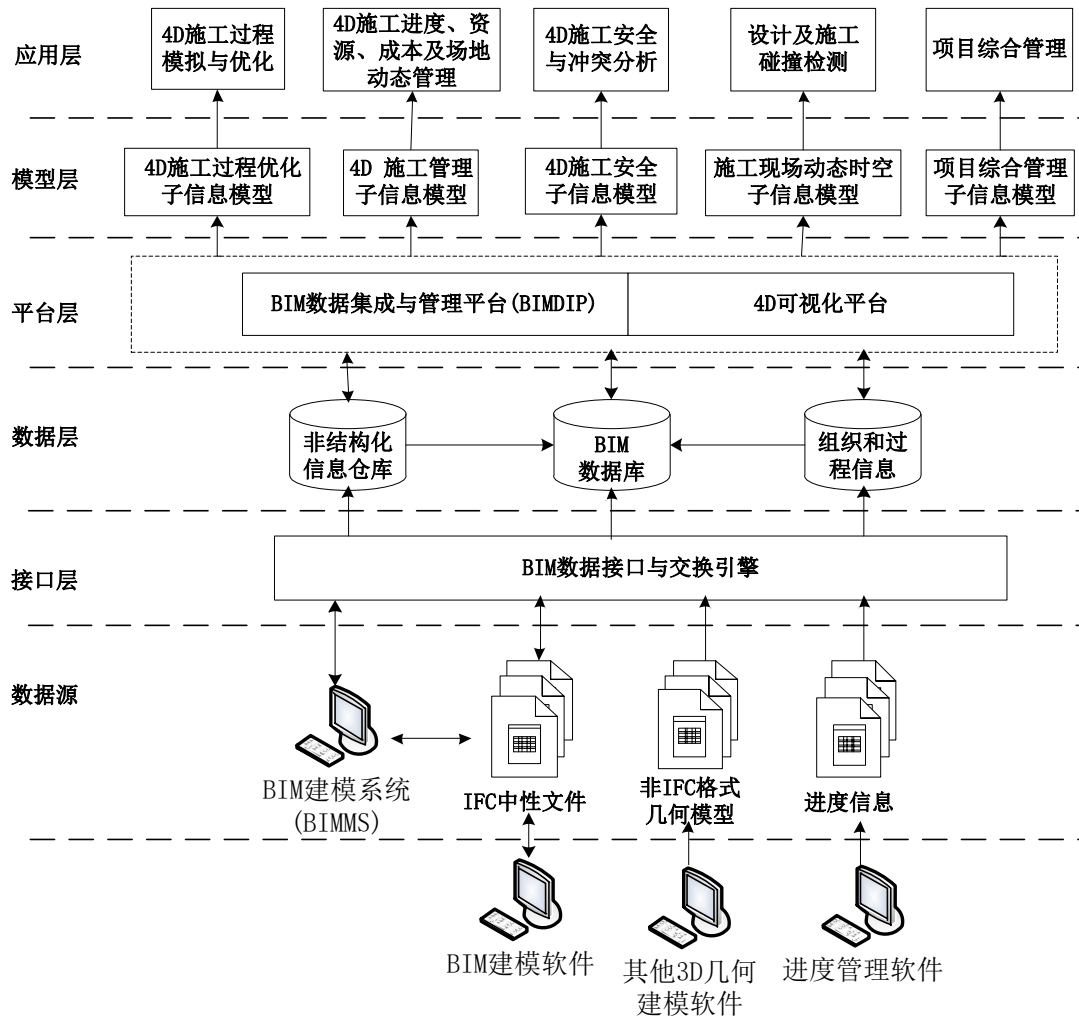 应用层
4D施工过程
模拟与优化
4D施工进度、资
源、成本及场地
动态管理
4D施工安全
与冲突分析
设计及施工
碰撞检测
项目综合管理
模型层
4D施工过程优化
子信息模型
4D 施工管理
子信息模型
4D施工安全
子信息模型
施工现场动态时空
子信息模型
项目综合管理
子信息模型
平台层
BIM数据集成与管理平台(BIMDIP)
4D可视化平台
数据层
非结构化
信息仓库
BIM
数据库
组织和过
程信息
接口层
BIM数据接口与交换引擎
数据源
BIM建模系统
(BIMMS)
IFC中性文件
非IFC格式
几何模型
进度信息
BIM建模软件
其他3D几何
建模软件
进度管理软件